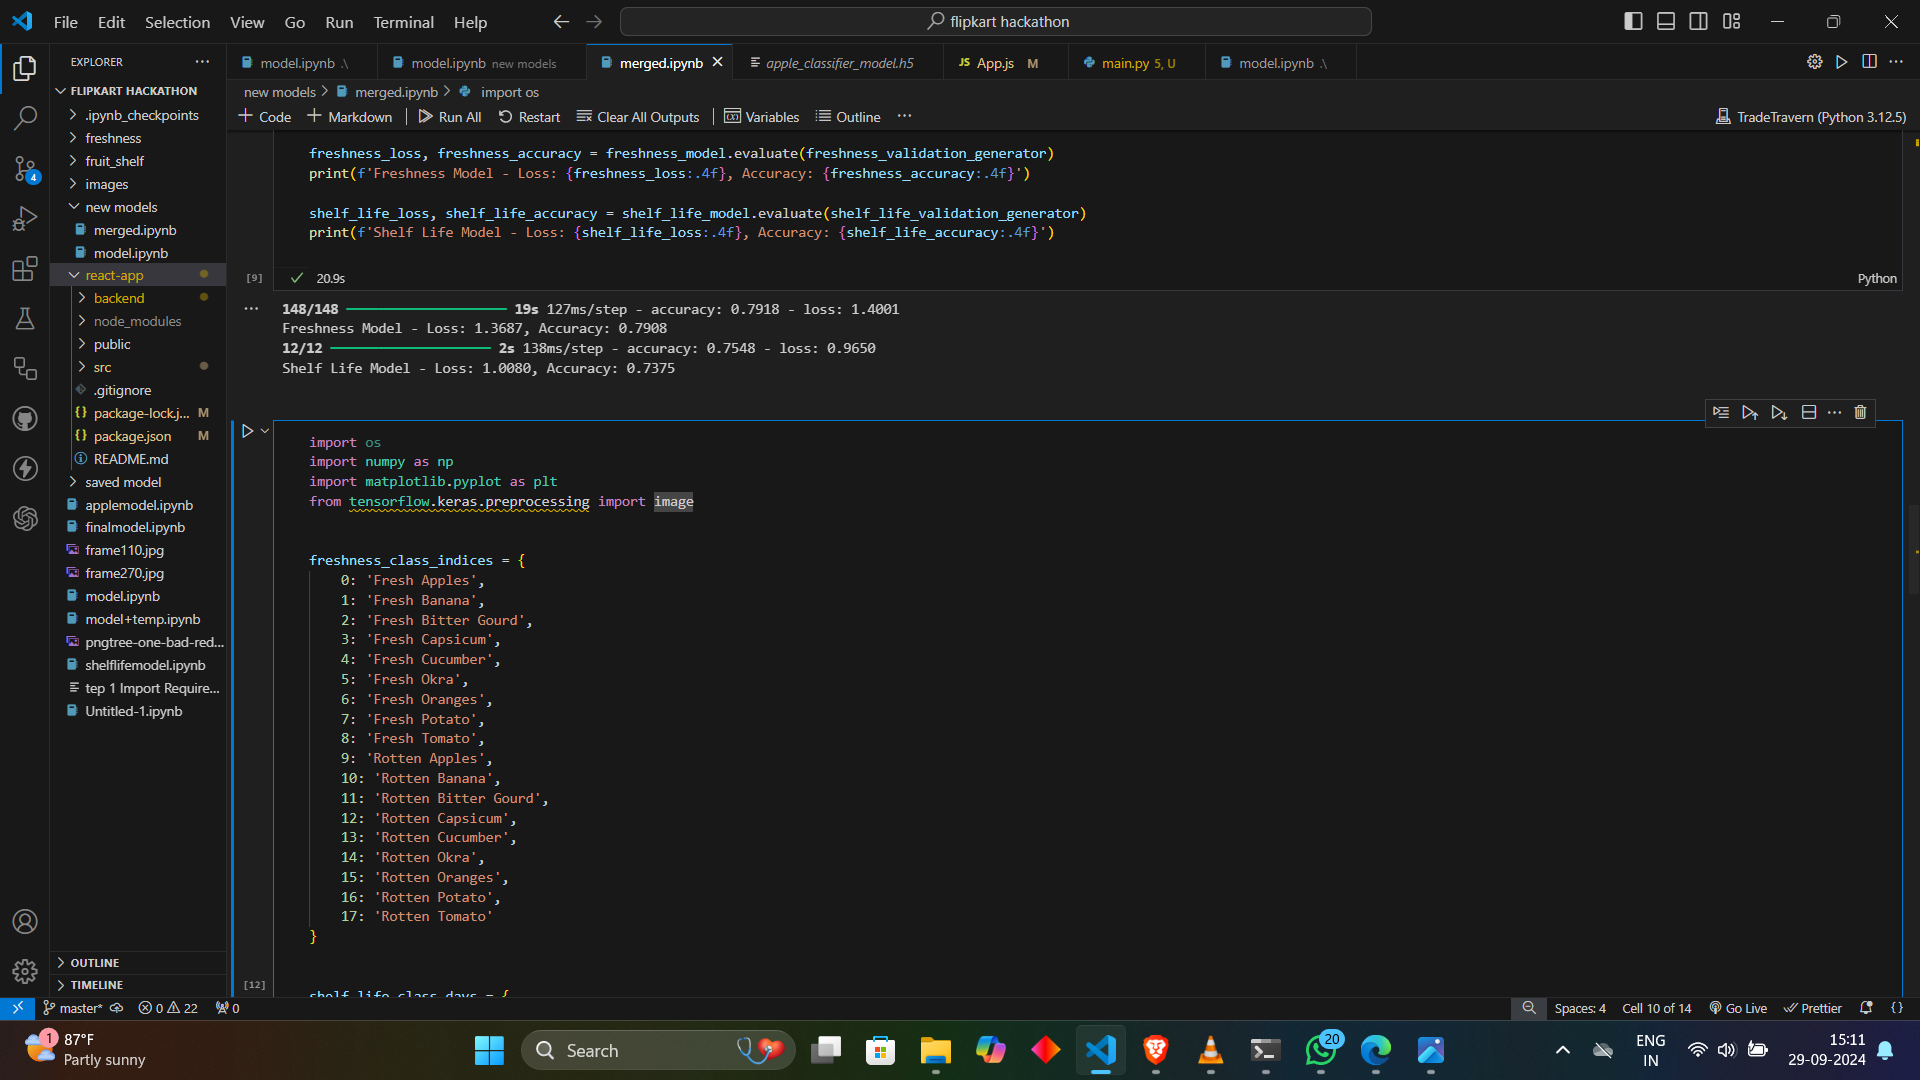 File Edit Selection View Go Run Terminal Help
flipkart hackathon
EXPLORER
FLIPKART HACKATHON
.ipynb_checkpoints
freshness
fruit_shelf
images
new models
merged.ipynb
model.ipynb
react-app
backend
node_modules
public
src
.gitignore
package-lock.j... M
package.json M
README.md
saved model
applemodel.ipynb
finalmodel.ipynb
frame110.jpg
frame270.jpg
model.ipynb
model+temp.ipynb
pngtree-one-bad-red...
shelflifemodel.ipynb
tep 1 Import Require...
Untitled-1.ipynb
OUTLINE
TIMELINE
4
model.ipynb .\ model.ipynb new models merged.ipynb apple_classifier_model.h5 JS App.js M main.py 5, U model.ipynb .\
new models > merged.ipynb > import os
Code Markdown Run All Restart Clear All Outputs Variables Outline ...
TradeTravern (Python 3.12.5)
freshness_loss, freshness_accuracy = freshness_model.evaluate(freshness_validation_generator)
print(f'Freshness Model - Loss: {freshness_loss:.4f}, Accuracy: {freshness_accuracy:.4f}')
shelf_life_loss, shelf_life_accuracy = shelf_life_model.evaluate(shelf_life_validation_generator)
print(f'Shelf Life Model - Loss: {shelf_life_loss:.4f}, Accuracy: {shelf_life_accuracy:.4f}')
[9] 20.9s Python
148/148 19s 127ms/step - accuracy: 0.7918 - loss: 1.4001
Freshness Model - Loss: 1.3687, Accuracy: 0.7908
12/12 2s 138ms/step - accuracy: 0.7548 - loss: 0.9650
Shelf Life Model - Loss: 1.0080, Accuracy: 0.7375
import os
import numpy as np
import matplotlib.pyplot as plt
from tensorflow.keras.preprocessing import image
freshness_class_indices = {
0: 'Fresh Apples',
1: 'Fresh Banana',
2: 'Fresh Bitter Gourd',
3: 'Fresh Capsicum',
4: 'Fresh Cucumber',
5: 'Fresh Okra',
6: 'Fresh Oranges',
7: 'Fresh Potato',
8: 'Fresh Tomato',
9: 'Rotten Apples',
10: 'Rotten Banana',
11: 'Rotten Bitter Gourd',
12: 'Rotten Capsicum',
13: 'Rotten Cucumber',
14: 'Rotten Okra',
15: 'Rotten Oranges',
16: 'Rotten Potato',
17: 'Rotten Tomato'
}
[12]
shelf_life_class_days = {
master* 0 22 0
Spaces: 4 Cell 10 of 14 Go Live Prettier { }
1 87°F
Partly sunny
Search
20
ENG
IN
15:11
29-09-2024